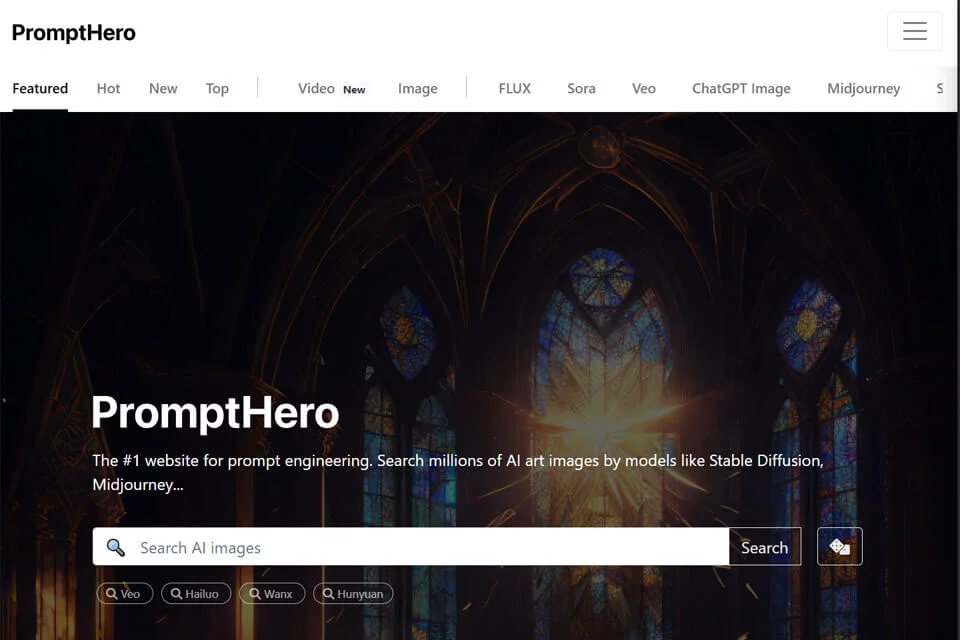 PromptHero
Featured Hot New Top Video New Image FLUX Sora Veo ChatGPT Image Midjourney S
PromptHero
The #1 website for prompt engineering. Search millions of AI art images by models like Stable Diffusion,
Midjourney...
Search AI images Search
Veo Hailuo Wanx Hunyuan